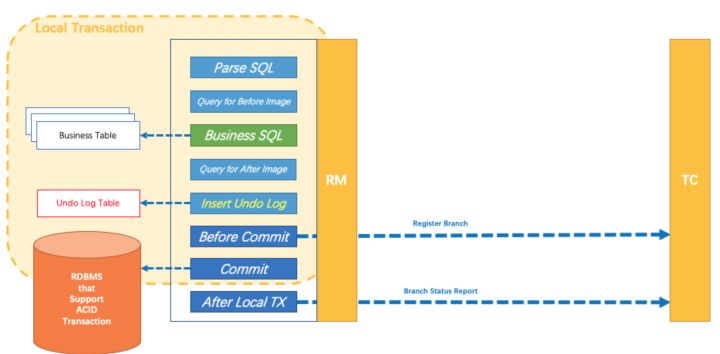 Local Transaction
Parse SQL
Query for Before Image
Business Table
Business SQL
Query for After Image
RM
TC
Undo Log Table
Insert Undo Log
Register Branch
Before Commit
RDBMS
that
Support
ACID
Transaction
Commit
Branch Status Report
After Local TX